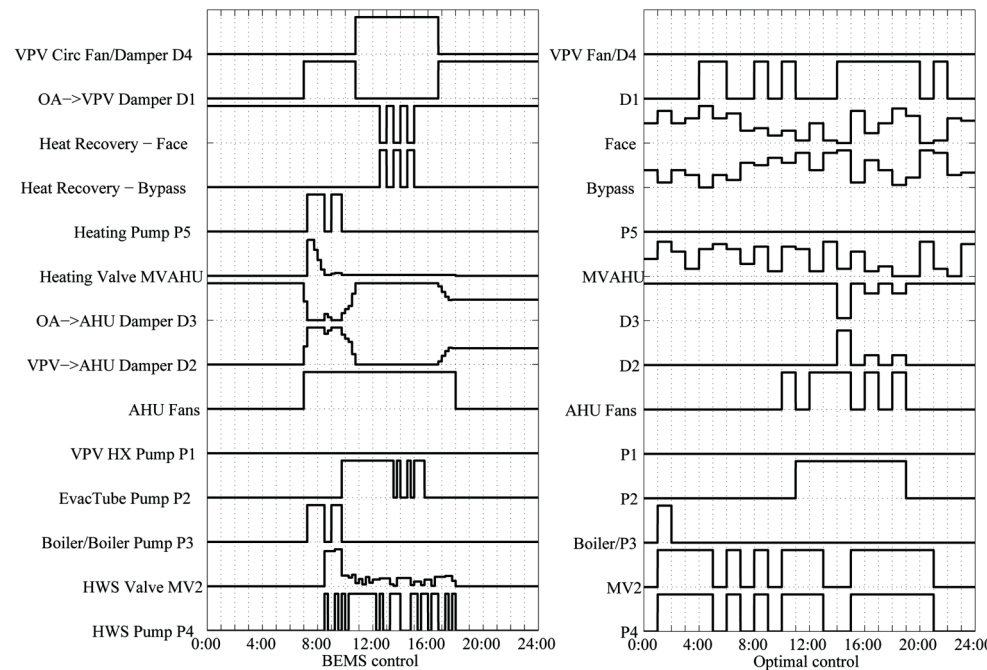 VPV Circ Fan/Damper D4
OA->VPV Damper D1
Heat Recovery - Face
Heat Recovery - Bypass
Heating Pump P5
Heating Valve MVAHU
OA->AHU Damper D3
VPV->AHU Damper D2
AHU Fans
VPV HX Pump P1
EvacTube Pump P2
Boiler/Boiler Pump P3
HWS Valve MV2
HWS Pump P4
0:00 4:00 8:00 12:00 16:00 20:00 24:00
BEMS control
VPV Fan/D4
D1
Face
Bypass
P5
MVAHU
D3
D2
AHU Fans
P1
P2
Boiler/P3
MV2
P4
0:00 4:00 8:00 12:00 16:00 20:00 24:00
Optimal control